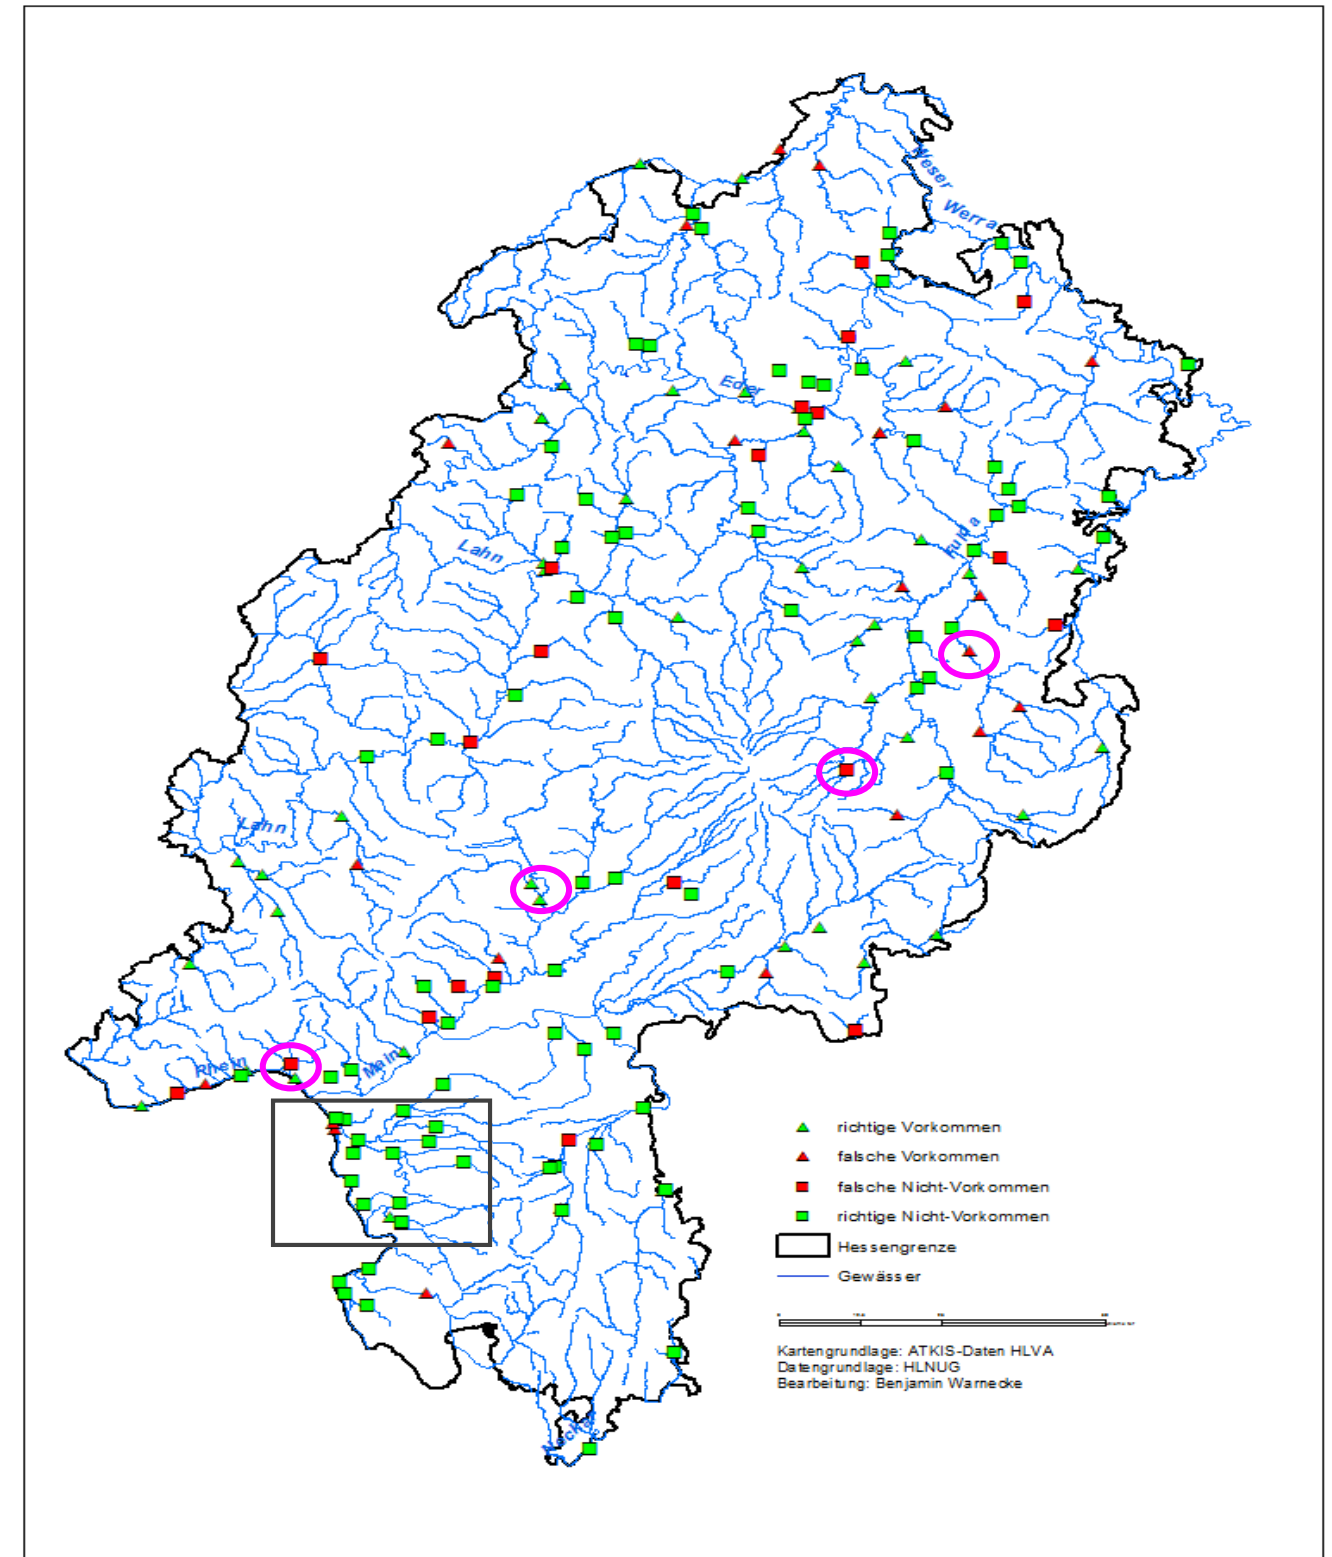 Weser
Werra
Eder
Lahn
Fulda
Lahn
Rhein
Main
richtige Vorkommen
falsche Vorkommen
falsche Nicht-Vorkommen
richtige Nicht-Vorkommen
Hessengrenze
Gewässer
Kartengrundlage: ATKIS-Daten HLVA
Datengrundlage: HLNUG
Bearbeitung: Benjamin Warnecke
Neckar